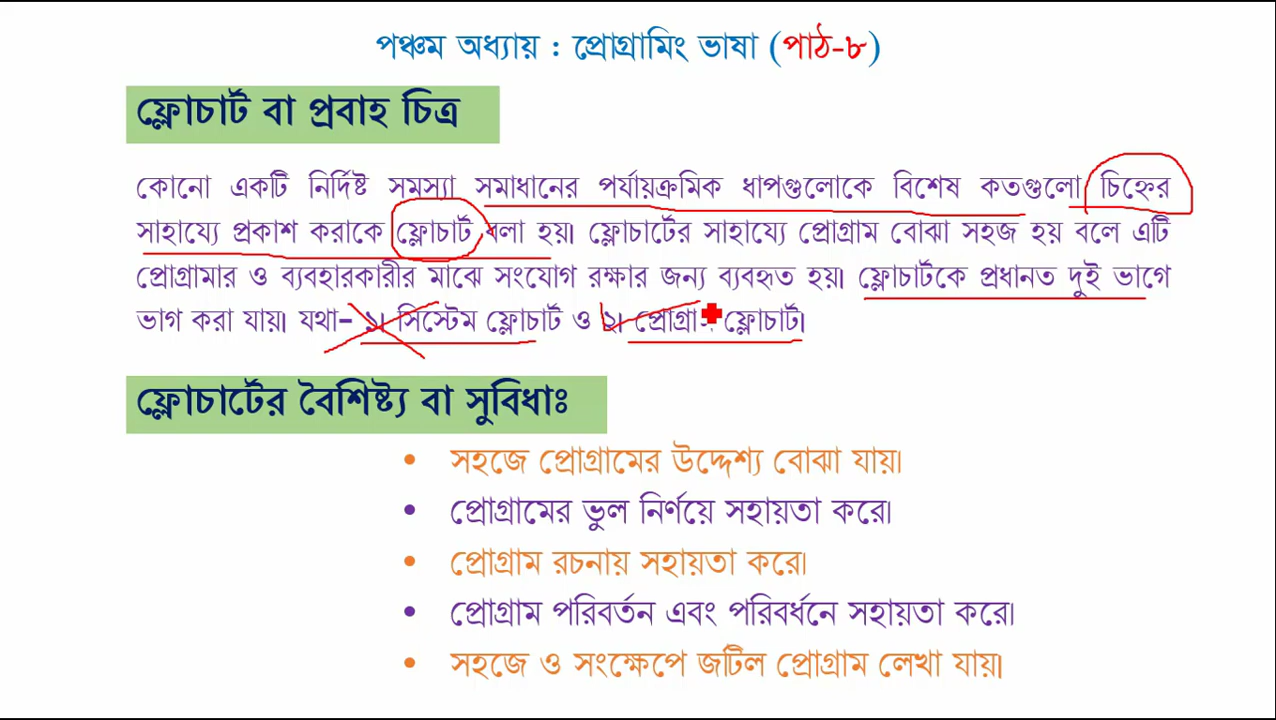 পঞ্চম অধ্যায় : প্রোগ্রামিং ভাষা (পাঠ-৮)
ফ্লোচার্ট বা প্রবাহ চিত্র
কোনো একটি নির্দিষ্ট সমস্যা সমাধানের পর্যায়ক্রমিক ধাপগুলোকে বিশেষ কতগুলো চিহ্নের
সাহায্যে প্রকাশ করাকে ফ্লোচার্ট বলা হয়। ফ্লোচার্টের সাহায্যে প্রোগ্রাম বোঝা সহজ হয় বলে এটি
প্রোগ্রামার ও ব্যবহারকারীর মাঝে সংযোগ রক্ষার জন্য ব্যবহৃত হয়। ফ্লোচার্টকে প্রধানত দুই ভাগে
ভাগ করা যায়। যথা– ১। সিস্টেম ফ্লোচার্ট ও ২। প্রোগ্রাম ফ্লোচার্ট।
ফ্লোচার্টের বৈশিষ্ট্য বা সুবিধাঃ
• সহজে প্রোগ্রামের উদ্দেশ্য বোঝা যায়।
• প্রোগ্রামের ভুল নির্ণয়ে সহায়তা করে।
• প্রোগ্রাম রচনায় সহায়তা করে।
• প্রোগ্রাম পরিবর্তন এবং পরিবর্ধনে সহায়তা করে।
• সহজে ও সংক্ষেপে জটিল প্রোগ্রাম লেখা যায়।